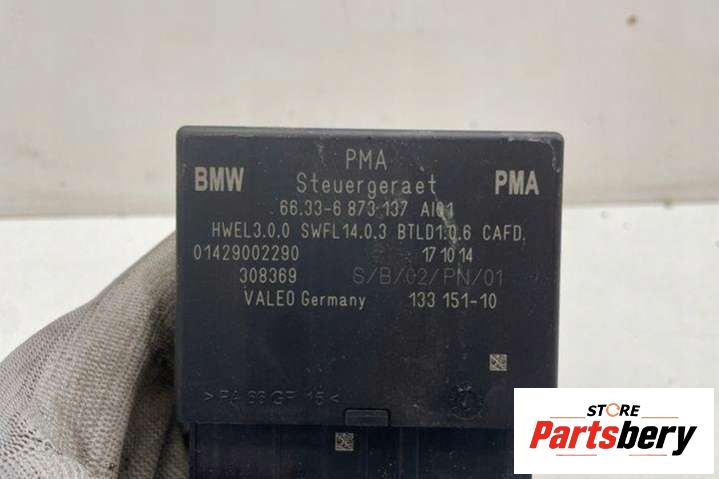 PMA
BMW Steuergeraet PMA
66.33-6 873 137 AI01
HWEL3.0.0 SWFL14.0.3 BTLD1.0.6 CAFD
01429002290 17 10 14
308369 S/B/02/PN/01
VALEO Germany 133 151-10
STORE
Partsbery